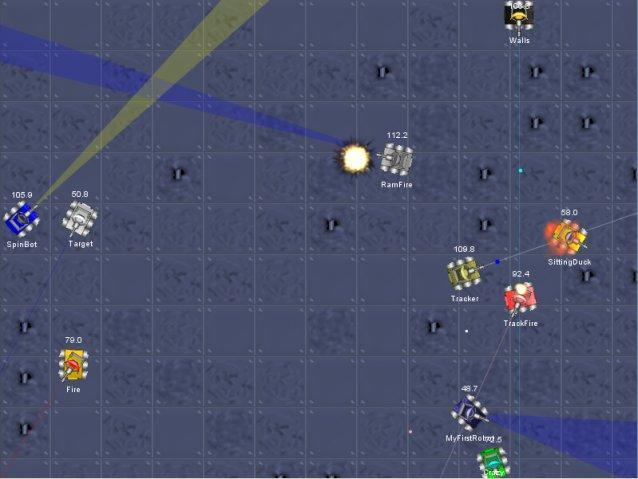 Walls
112.2
RamFire
105.9
SpinBot
50.8
Target
58.0
SittingDuck
109.8
Tracker
92.4
TrackFire
79.0
Fire
48.7
MyFirstRobot